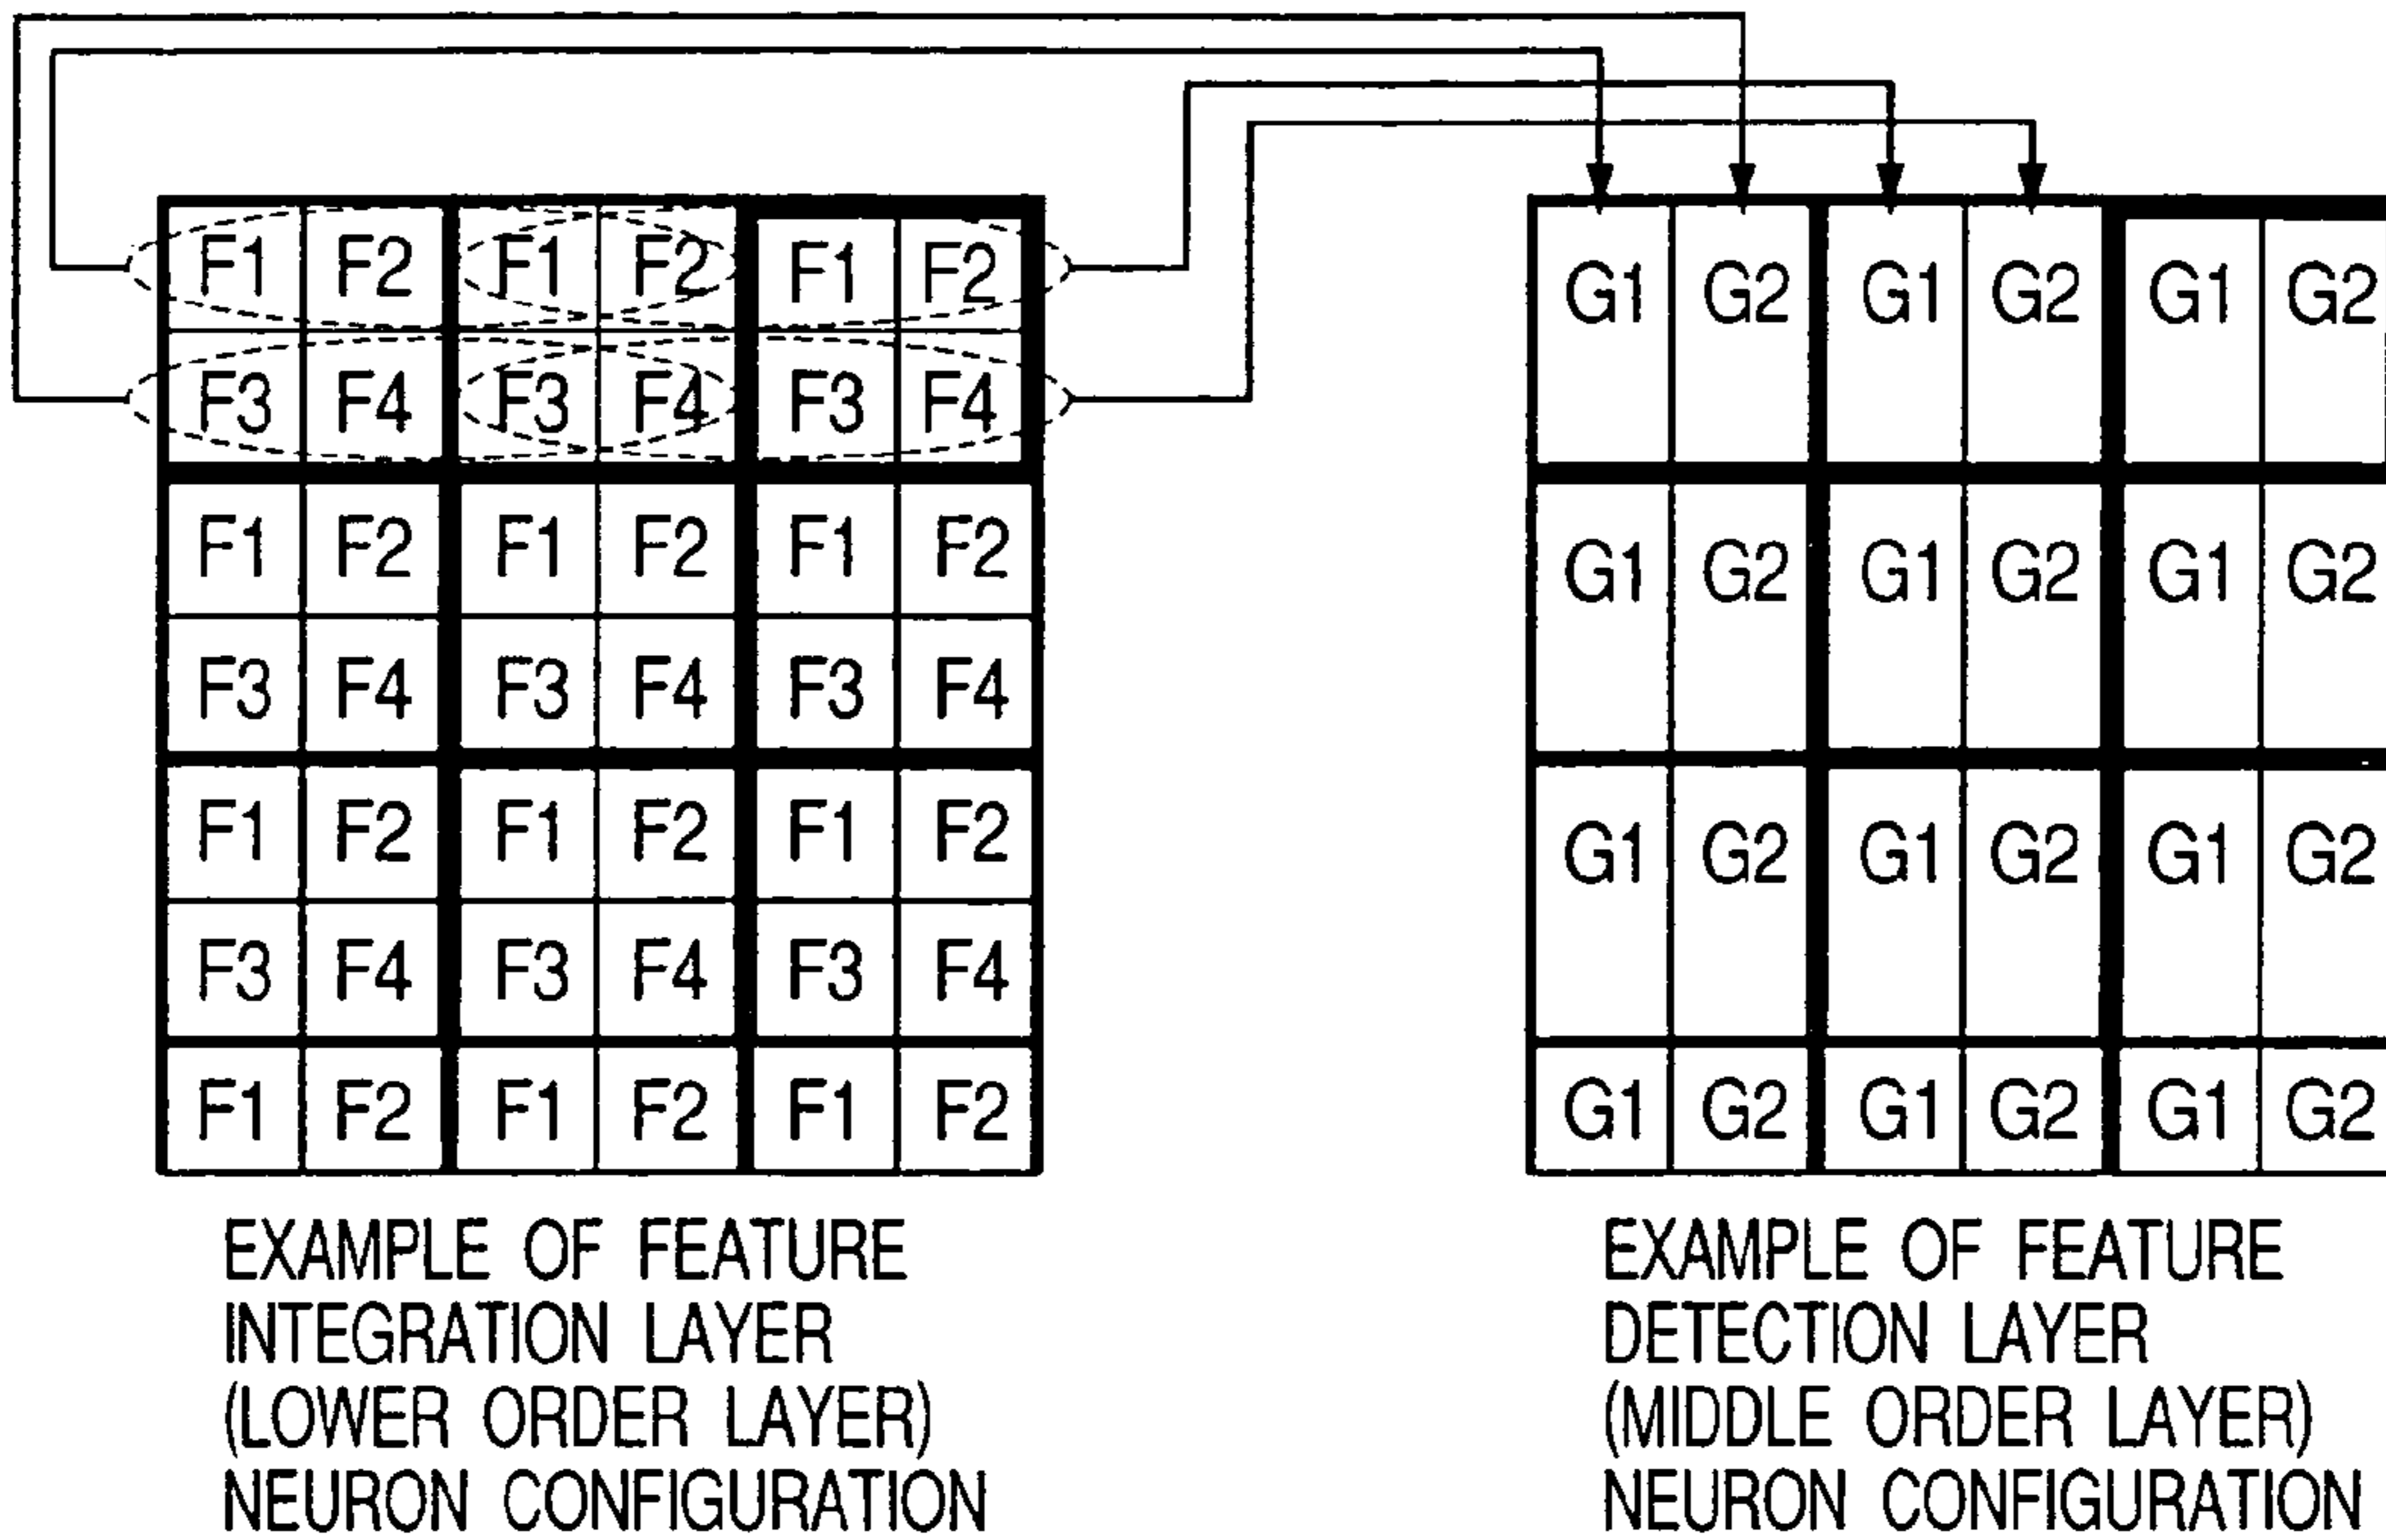 F1 F2 F1 F2 F1 F2
F3 F4 F3 F4 F3 F4
F1 F2 F1 F2 F1 F2
F3 F4 F3 F4 F3 F4
F1 F2 F1 F2 F1 F2
F3 F4 F3 F4 F3 F4
F1 F2 F1 F2 F1 F2
EXAMPLE OF FEATURE
INTEGRATION LAYER
(LOWER ORDER LAYER)
NEURON CONFIGURATION
G1 G2 G1 G2 G1 G2
G1 G2 G1 G2 G1 G2
G1 G2 G1 G2 G1 G2
G1 G2 G1 G2 G1 G2
EXAMPLE OF FEATURE
DETECTION LAYER
(MIDDLE ORDER LAYER)
NEURON CONFIGURATION